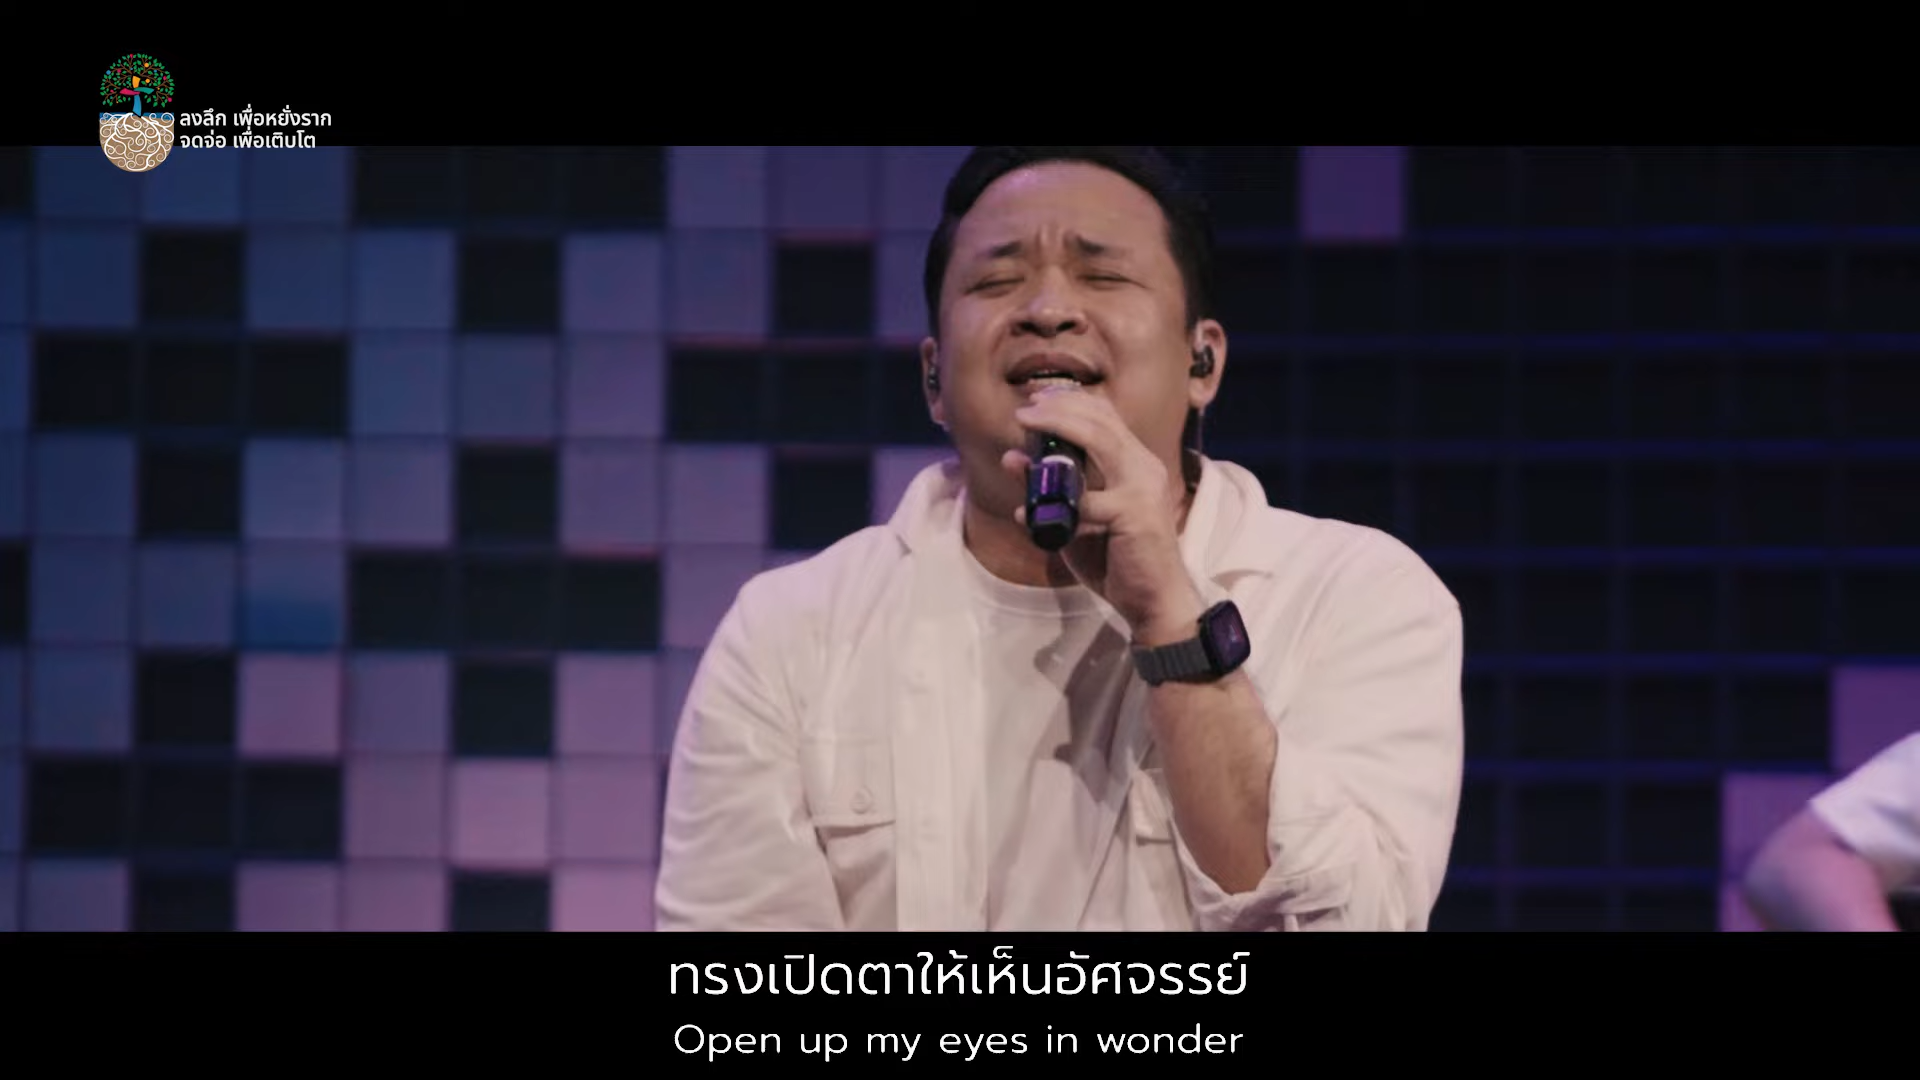 ลงลึก เพื่อหยั่งราก
จดจ่อ เพื่อเติบโต
ทรงเปิดตาให้เห็นอัศจรรย์
Open up my eyes in wonder